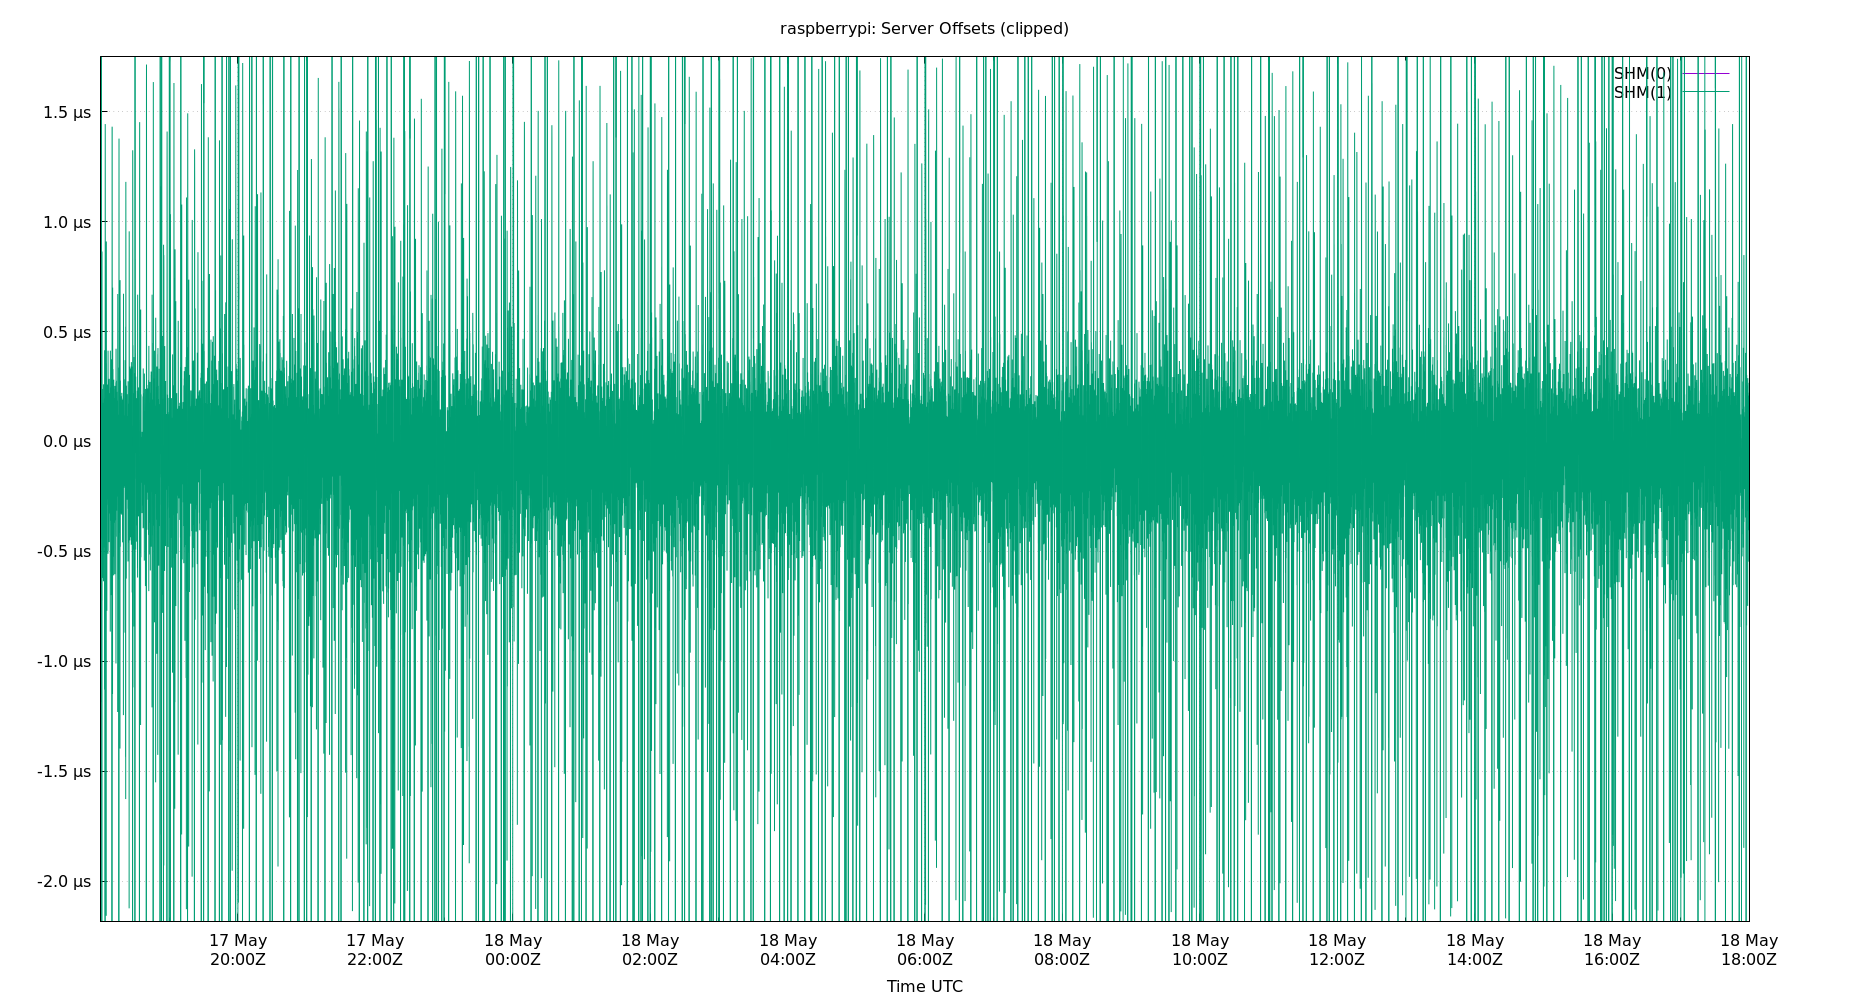 raspberrypi: Server Offsets (clipped)
SHM(0)
SHM(1)
1.5 µs
1.0 µs
0.5 µs
0.0 µs
-0.5 µs
-1.0 µs
-1.5 µs
-2.0 µs
17 May 17 May 18 May 18 May 18 May 18 May 18 May 18 May 18 May 18 May 18 May 18 May
20:00Z 22:00Z 00:00Z 02:00Z 04:00Z 06:00Z 08:00Z 10:00Z 12:00Z 14:00Z 16:00Z 18:00Z
Time UTC